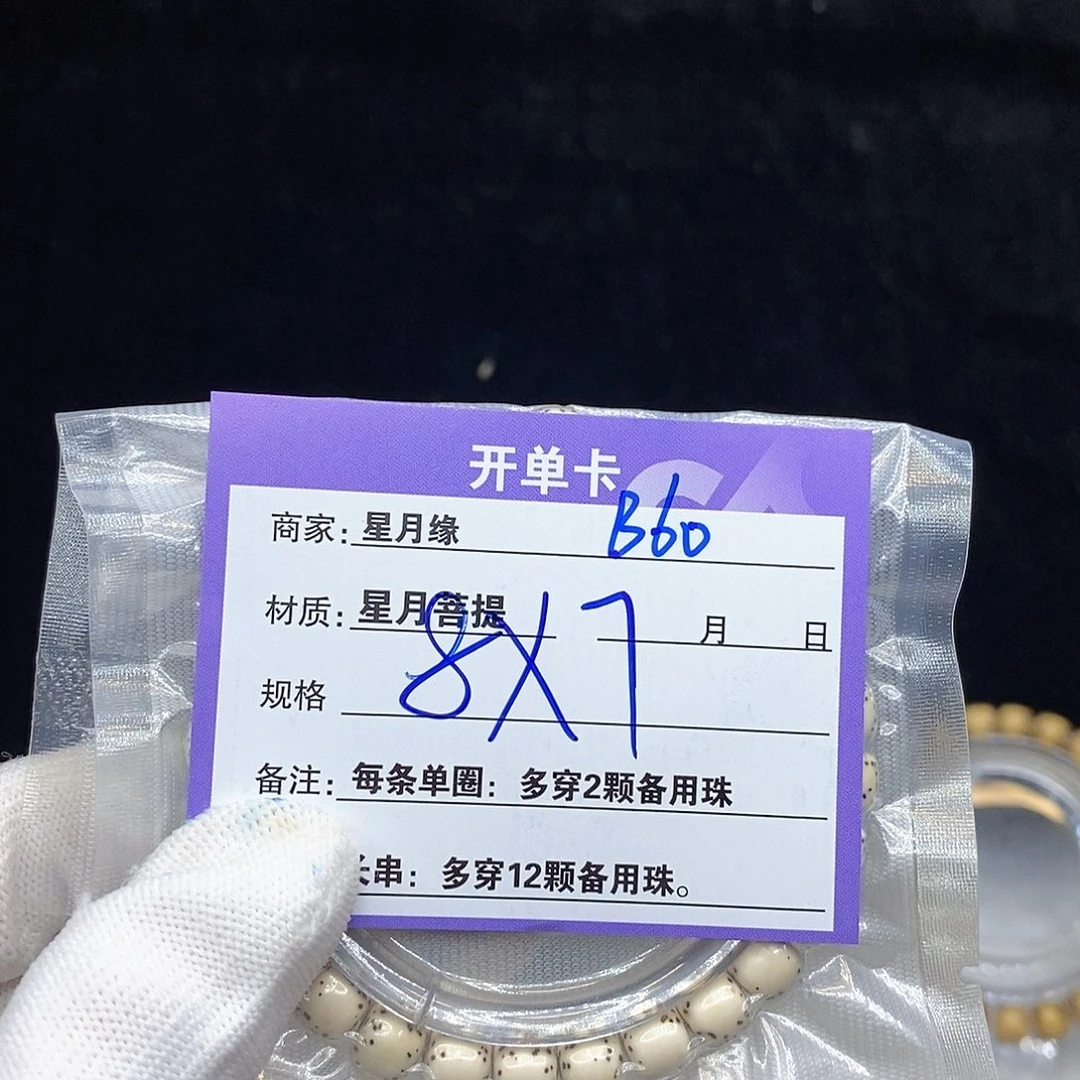 开单卡
商家：星月缘 B60
材质：星月菩提 月 日
规格 8X7
备注：每条单圈：多穿2颗备用珠
串：多穿12颗备用珠。